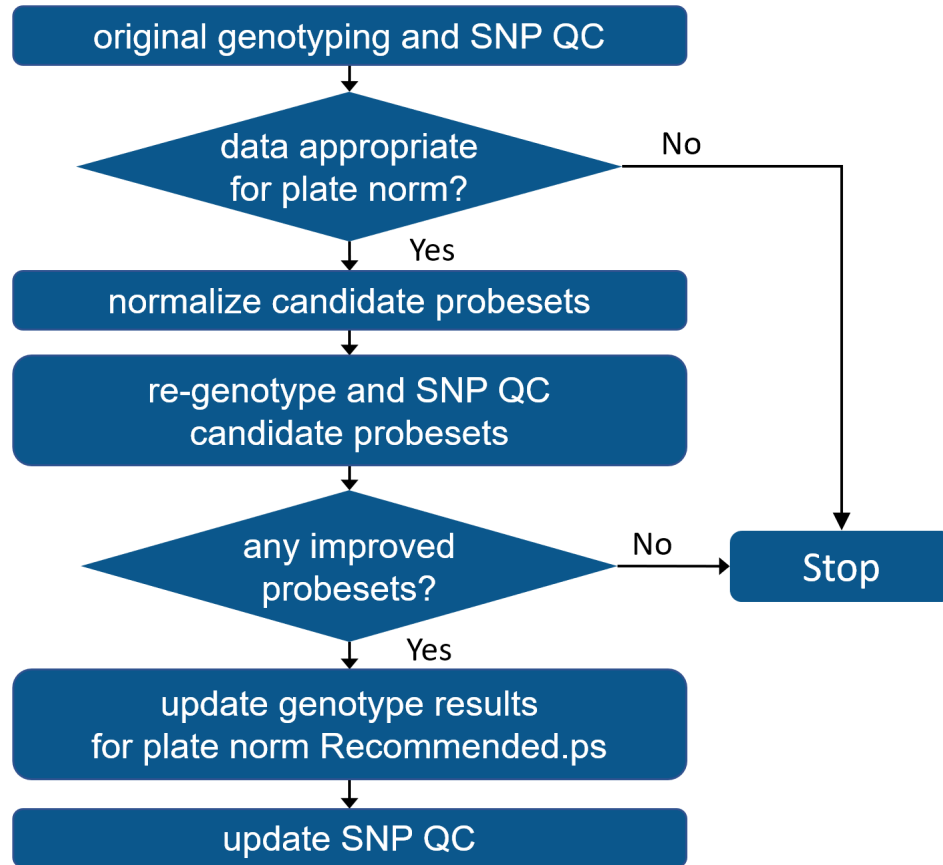 original genotyping and SNP QC
data appropriate
for plate norm?
No
Yes
normalize candidate probesets
re-genotype and SNP QC
candidate probesets
any improved
probesets?
No
Stop
Yes
update genotype results
for plate norm Recommended.ps
update SNP QC